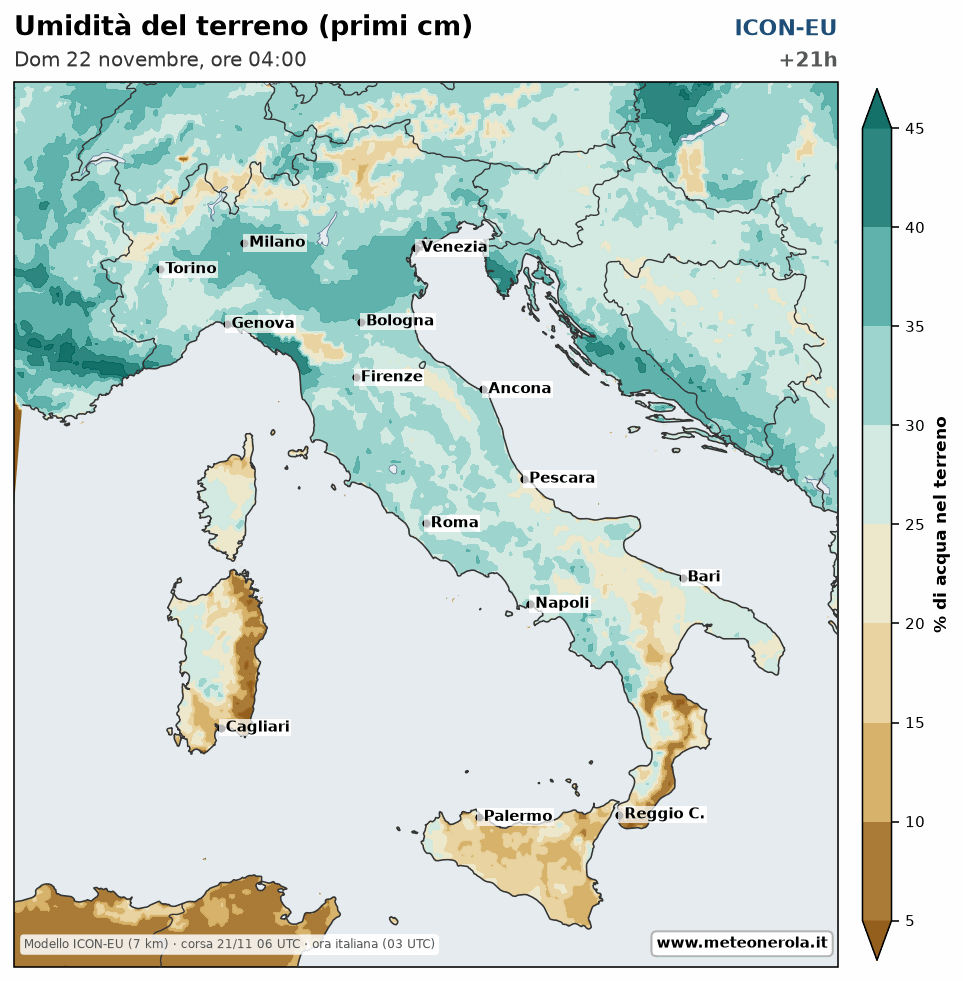 Umidità del terreno (primi cm)
ICON-EU
Dom 22 novembre, ore 04:00
+21h
Milano
Venezia
Torino
Genova
Bologna
Firenze
Ancona
Pescara
Roma
Bari
Napoli
Cagliari
Palermo
Reggio C.
45
40
35
30
25
20
15
10
5
% di acqua nel terreno
Modello ICON-EU (7 km) · corsa 21/11 06 UTC · ora italiana (03 UTC)
www.meteonerola.it